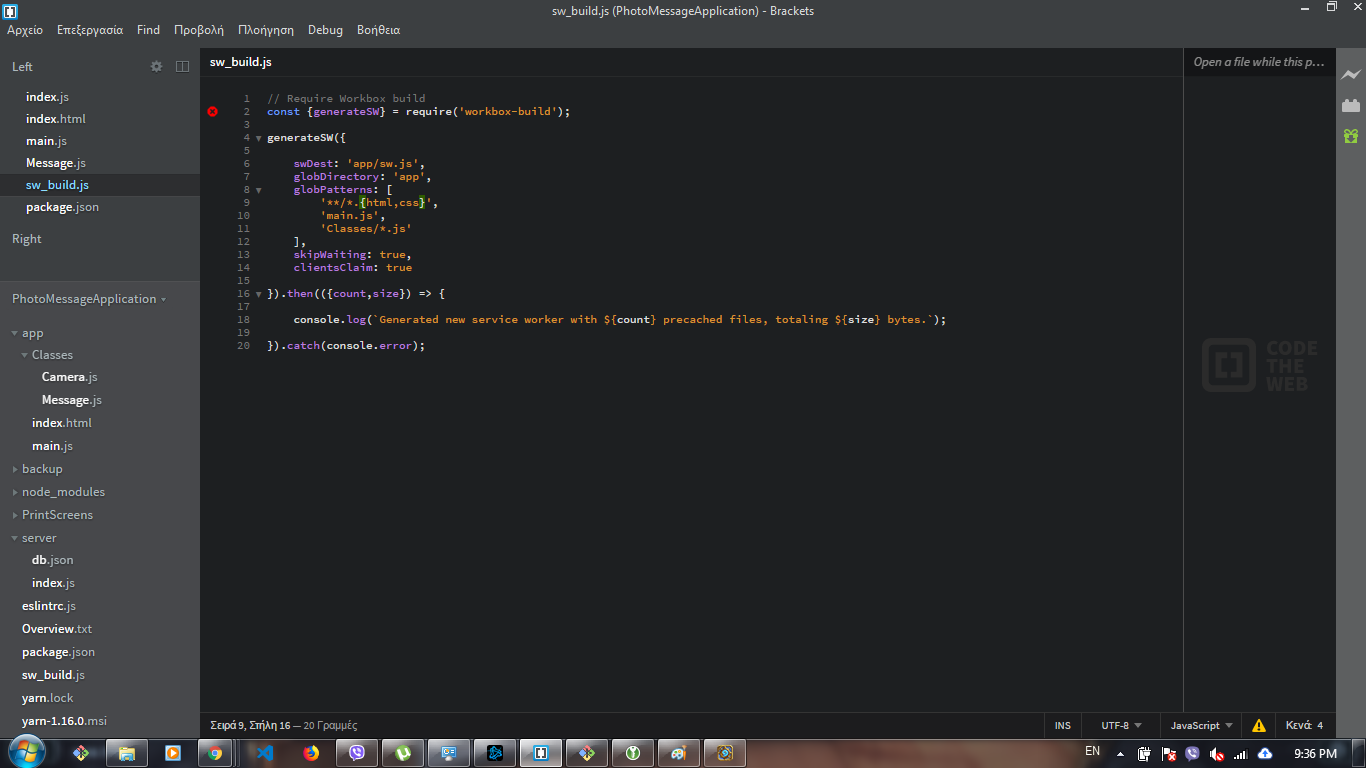 sw_build.js (PhotoMessageApplication) - Brackets
Αρχείο Επεξεργασία Find Προβολή Πλοήγηση Debug Βοήθεια
Left
index.js
index.html
main.js
Message.js
sw_build.js
package.json
Right
PhotoMessageApplication
app
Classes
Camera.js
Message.js
index.html
main.js
backup
node_modules
PrintScreens
server
db.json
index.js
eslintrc.js
Overview.txt
package.json
sw_build.js
yarn.lock
yarn-1.16.0.msi
sw_build.js
1 // Require Workbox build
2 const {generateSW} = require('workbox-build');
3
4 generateSW({
5
6 swDest: 'app/sw.js',
7 globDirectory: 'app',
8 globPatterns: [
9 '**/*.{html,css}',
10 'main.js',
11 'Classes/*.js'
12 ],
13 skipWaiting: true,
14 clientsClaim: true
15
16 }).then(({count,size}) => {
17
18 console.log(`Generated new service worker with ${count} precached files, totaling ${size} bytes.`);
19
20 }).catch(console.error);
Open a file while this p...
CODE
THE
WEB
Σειρά 9, Στήλη 16 — 20 Γραμμές
INS UTF-8 JavaScript Κενά: 4
EN 9:36 PM